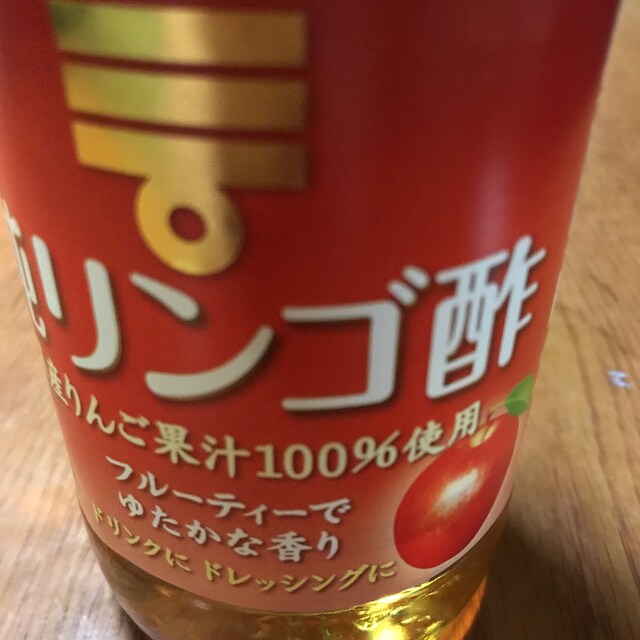 純リンゴ酢
産りんご果汁100%使用
フルーティーで
ゆたかな香り
ドリンクに ドレッシングに